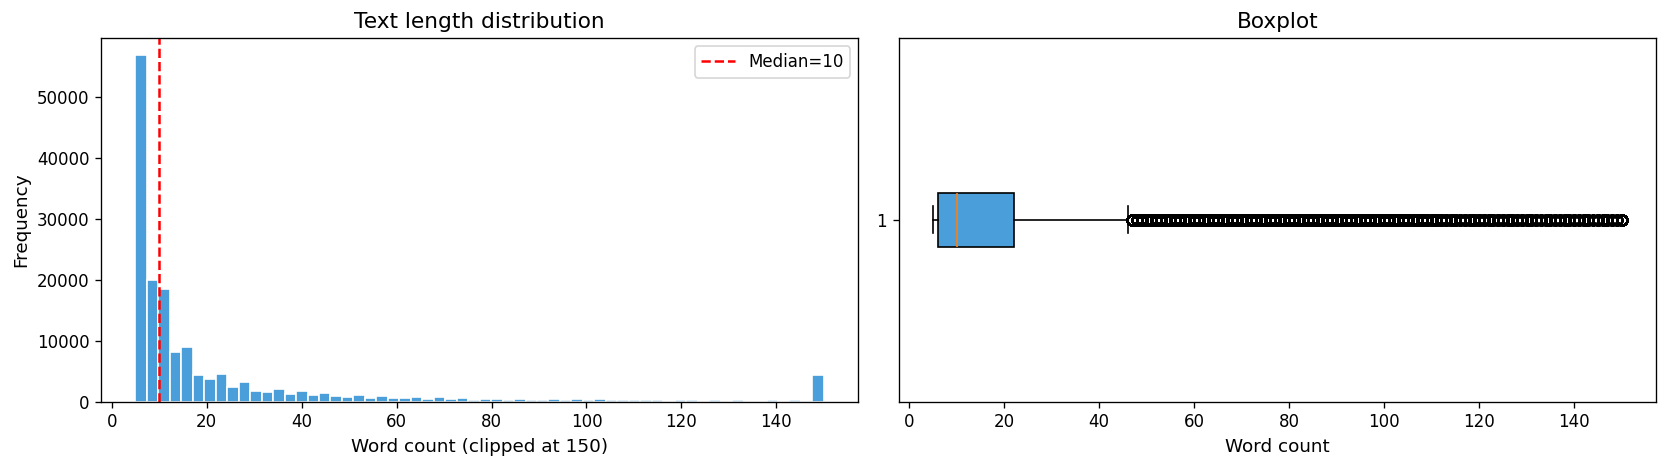 Text length distribution
Median=10
50000
40000
30000
20000
10000
0
Frequency
0 20 40 60 80 100 120 140
Word count (clipped at 150)
Boxplot
1
0 20 40 60 80 100 120 140
Word count